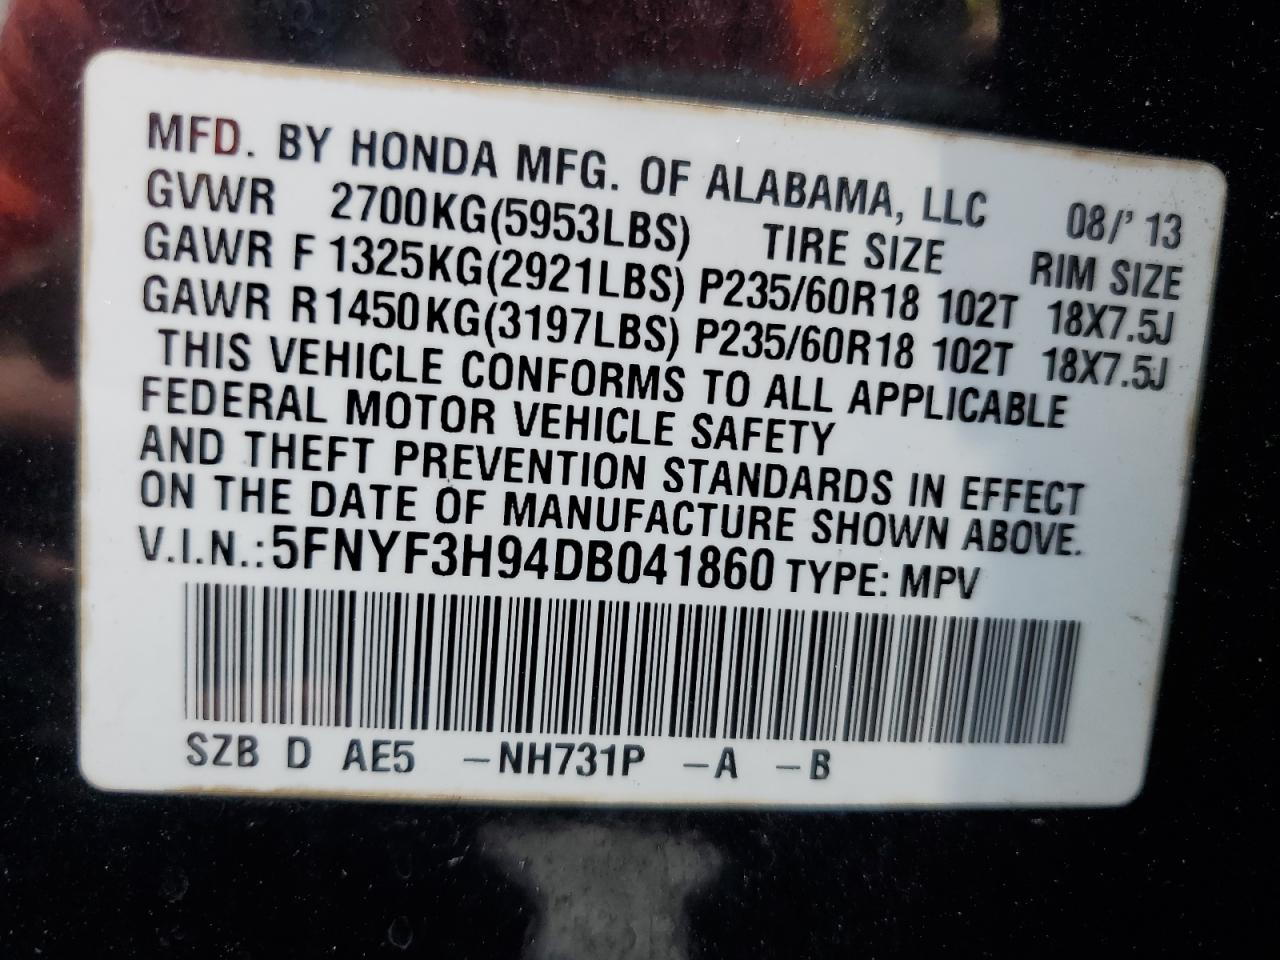 MFD. BY HONDA MFG. OF ALABAMA, LLC 08/'13
GVWR 2700KG(5953LBS) TIRE SIZE RIM SIZE
GAWR F 1325KG(2921LBS) P235/60R18 102T 18X7.5J
GAWR R 1450KG(3197LBS) P235/60R18 102T 18X7.5J
THIS VEHICLE CONFORMS TO ALL APPLICABLE
FEDERAL MOTOR VEHICLE SAFETY
AND THEFT PREVENTION STANDARDS IN EFFECT
ON THE DATE OF MANUFACTURE SHOWN ABOVE.
V.I.N.: 5FNYF3H94DB041860 TYPE: MPV
SZB D AE5 –NH731P –A –B